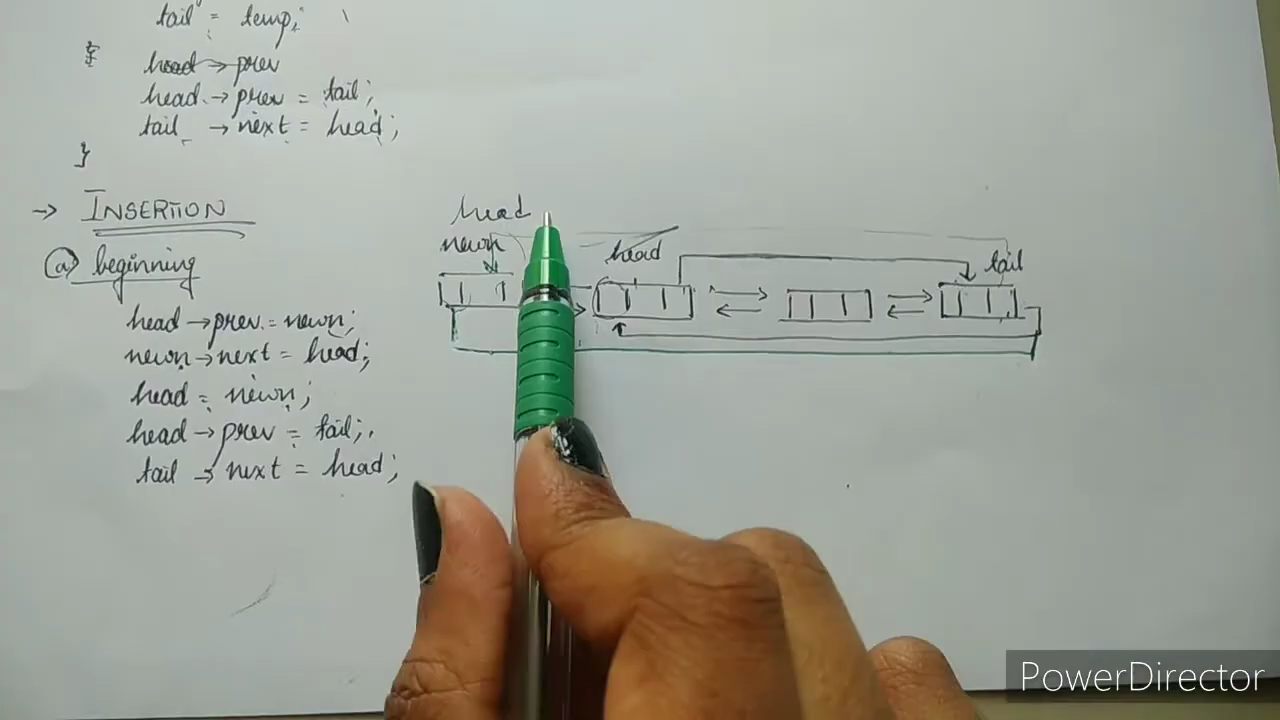 tail = temp;
head → prev
head → prev = tail;
tail → next = head;
}
→ INSERTION
(a) beginning
head → prev = newn;
newn → next = head;
head = newn;
head → prev = tail;
tail → next = head;
head
newn
head
tail
PowerDirector